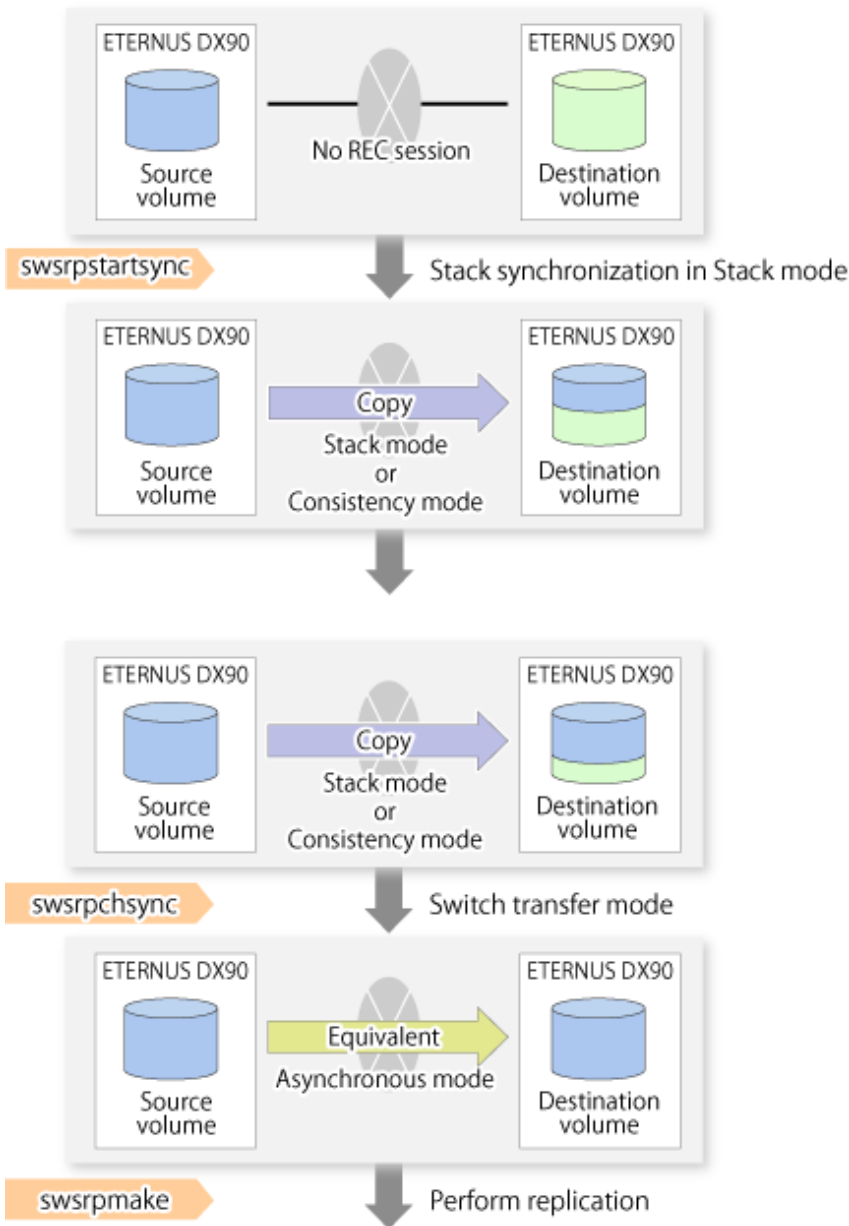 ETERNUS DX90
ETERNUS DX90
No REC session
Source
volume
Destination
volume
swsrpstartsync
Stack synchronization in Stack mode
ETERNUS DX90
ETERNUS DX90
Copy
Stack mode
or
Consistency mode
Source
volume
Destination
volume
ETERNUS DX90
ETERNUS DX90
Copy
Stack mode
or
Consistency mode
Source
volume
Destination
volume
swsrpchsync
Switch transfer mode
ETERNUS DX90
ETERNUS DX90
Equivalent
Asynchronous mode
Source
volume
Destination
volume
swsrpmake
Perform replication